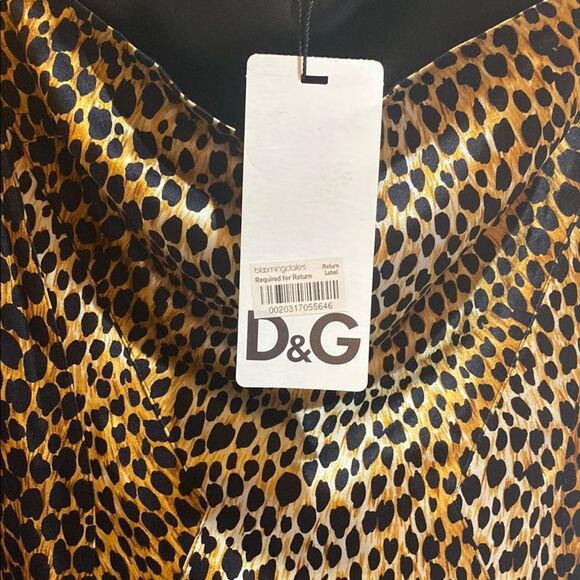 bloomingdales Return
Required for Return Label
0020317055646
D&G